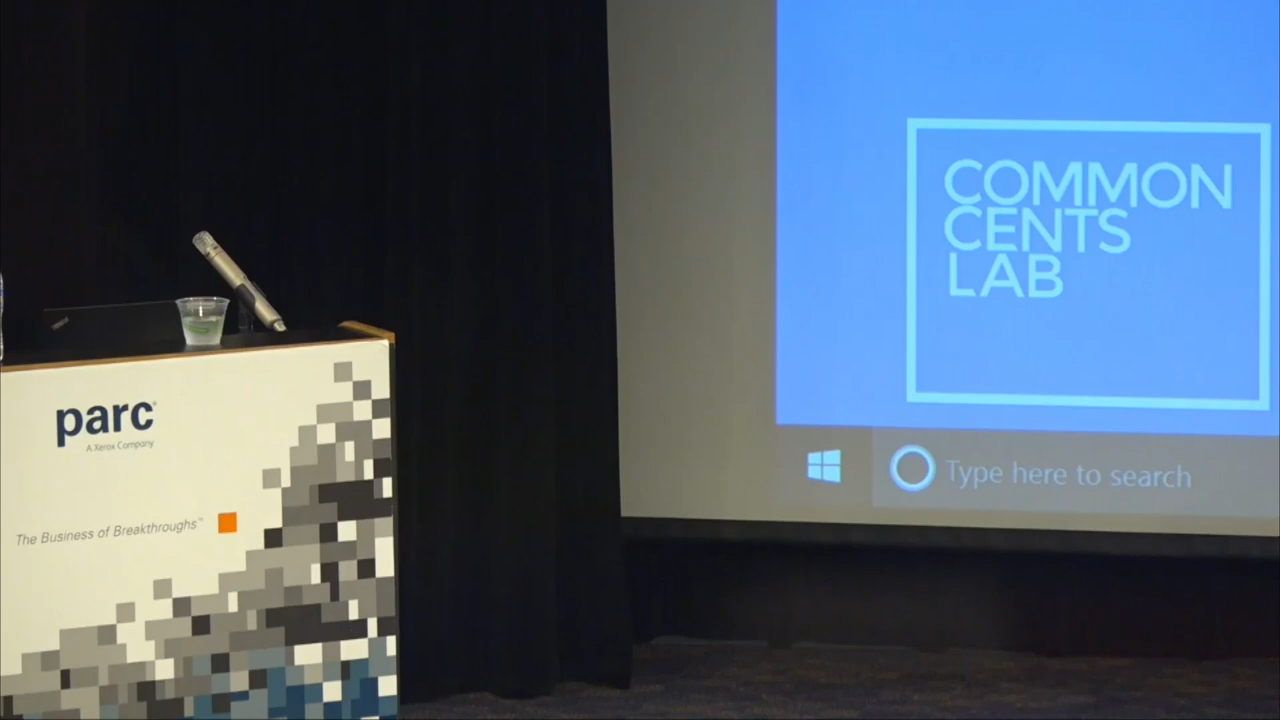 parc
A Xerox Company
The Business of Breakthroughs™
COMMON
CENTS
LAB
Type here to search